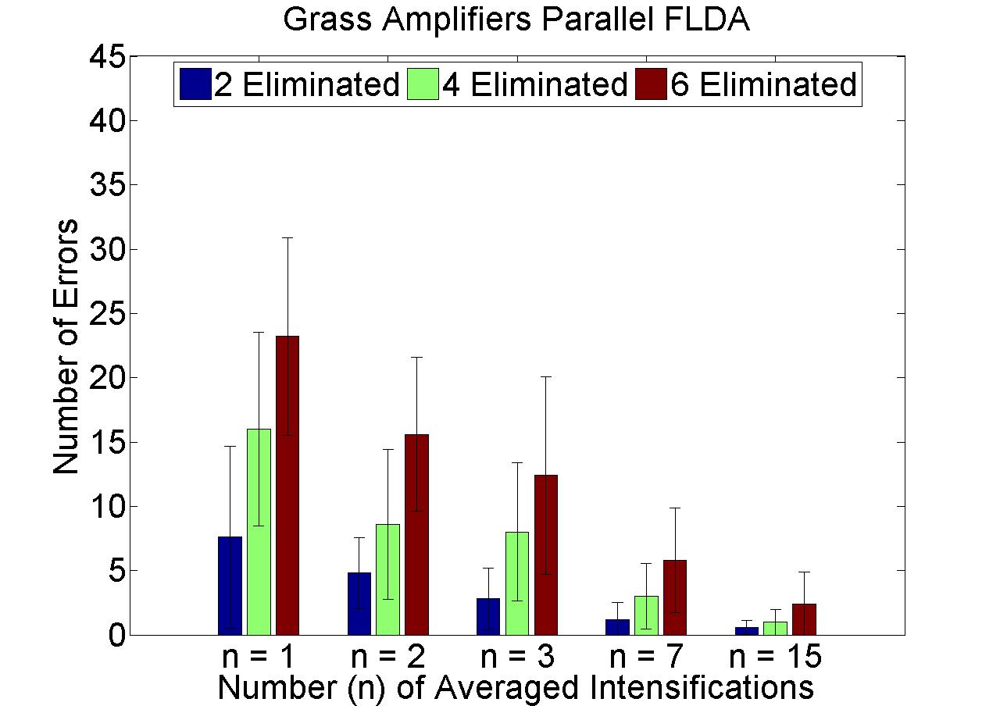 Grass Amplifiers Parallel FLDA
2 Eliminated 4 Eliminated 6 Eliminated
45
40
35
30
25
20
15
10
5
0
Number of Errors
n = 1 n = 2 n = 3 n = 7 n = 15
Number (n) of Averaged Intensifications